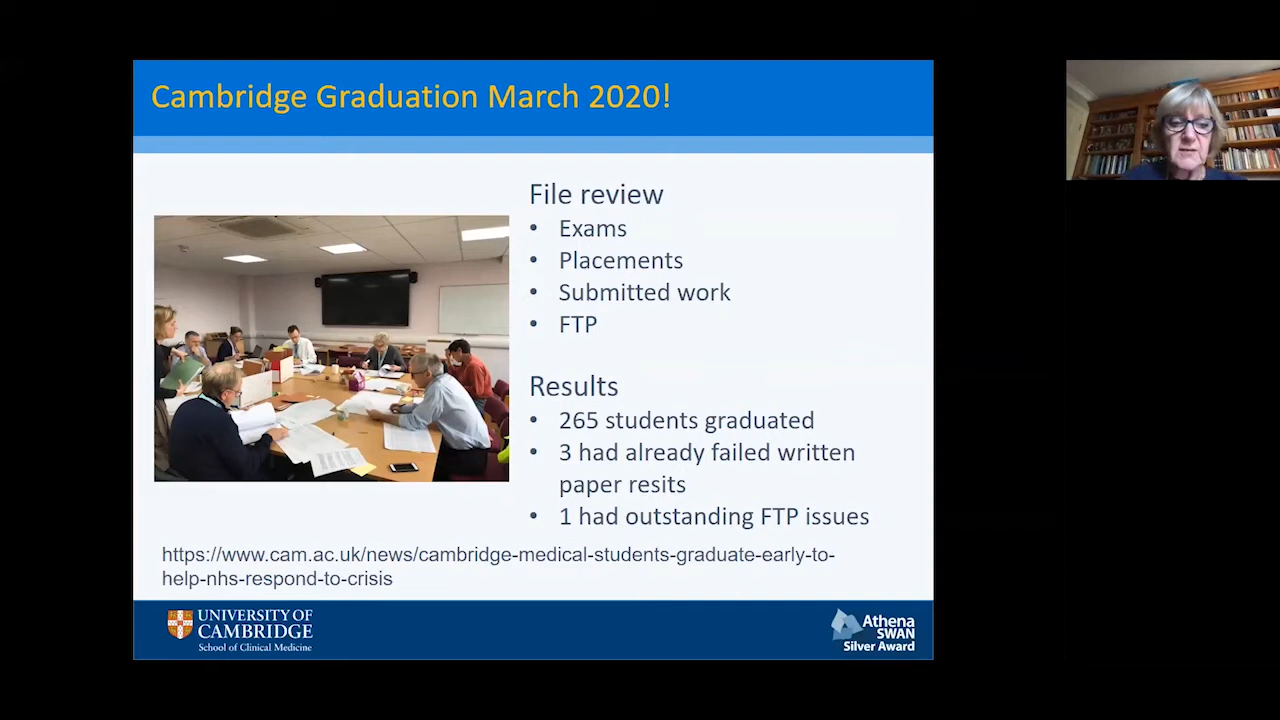 Cambridge Graduation March 2020!
File review
• Exams
• Placements
• Submitted work
• FTP
Results
• 265 students graduated
• 3 had already failed written
paper resits
• 1 had outstanding FTP issues
https://www.cam.ac.uk/news/cambridge-medical-students-graduate-early-to-
help-nhs-respond-to-crisis
UNIVERSITY OF
CAMBRIDGE
School of Clinical Medicine
Athena
SWAN
Silver Award